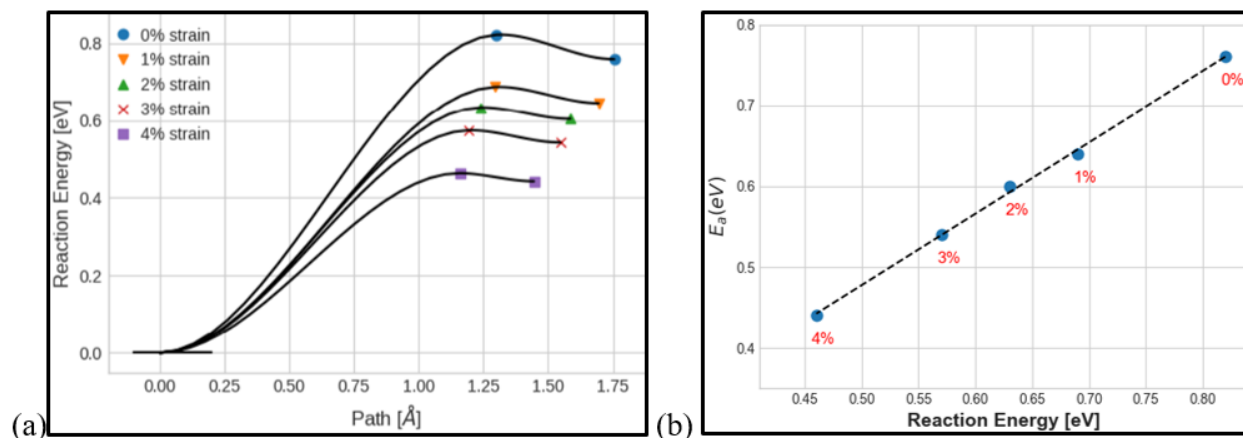 0% strain
1% strain
2% strain
3% strain
4% strain
Reaction Energy [eV]
0.8
0.6
0.4
0.2
0.0
0.00 0.25 0.50 0.75 1.00 1.25 1.50 1.75
Path [Å]
(a)
0.8
0.7
0.6
0.5
0.4
E_a(eV)
0%
1%
2%
3%
4%
0.45 0.50 0.55 0.60 0.65 0.70 0.75 0.80
Reaction Energy [eV]
(b)